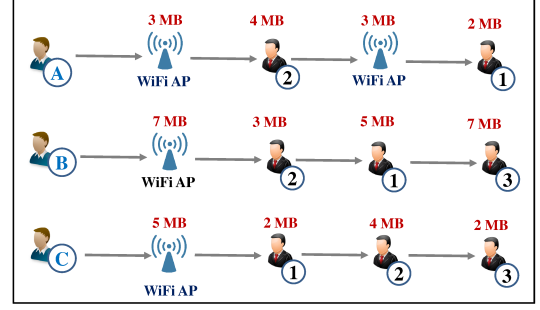 3 MB 4 MB 3 MB 2 MB
A 2 1
WiFi AP WiFi AP
7 MB 3 MB 5 MB 7 MB
B 2 1 3
WiFi AP
5 MB 2 MB 4 MB 2 MB
C 1 2 3
WiFi AP